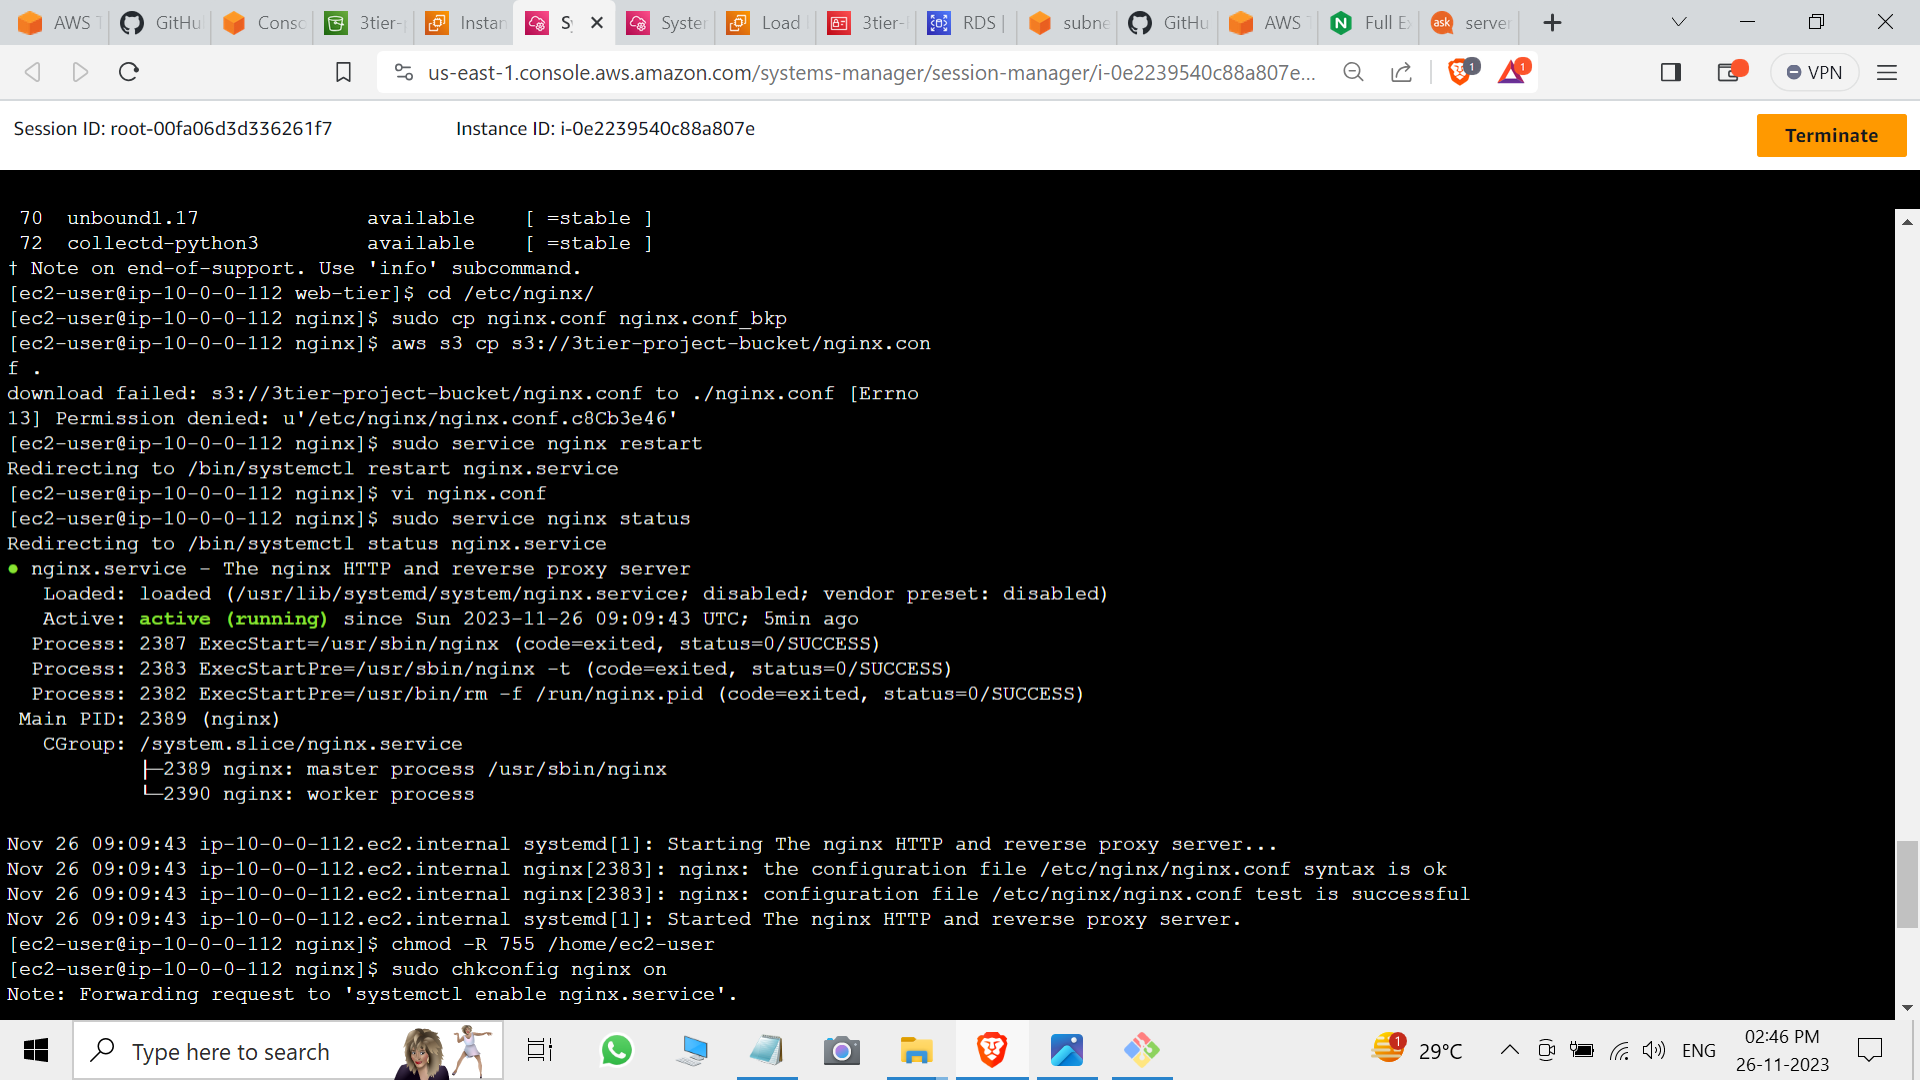 AWS T
GitHu
Conso
3tier-
Instan
Sy
System
Load
3tier-
RDS |
subne
GitHu
AWS T
Full Ex
server
us-east-1.console.aws.amazon.com/systems-manager/session-manager/i-0e2239540c88a807e...
1
1
VPN
Session ID: root-00fa06d3d336261f7
Instance ID: i-0e2239540c88a807e
Terminate
70 unbound1.17 available [ =stable ]
72 collectd-python3 available [ =stable ]
† Note on end-of-support. Use 'info' subcommand.
[ec2-user@ip-10-0-0-112 web-tier]$ cd /etc/nginx/
[ec2-user@ip-10-0-0-112 nginx]$ sudo cp nginx.conf nginx.conf_bkp
[ec2-user@ip-10-0-0-112 nginx]$ aws s3 cp s3://3tier-project-bucket/nginx.con
f .
download failed: s3://3tier-project-bucket/nginx.conf to ./nginx.conf [Errno
13] Permission denied: u'/etc/nginx/nginx.conf.c8Cb3e46'
[ec2-user@ip-10-0-0-112 nginx]$ sudo service nginx restart
Redirecting to /bin/systemctl restart nginx.service
[ec2-user@ip-10-0-0-112 nginx]$ vi nginx.conf
[ec2-user@ip-10-0-0-112 nginx]$ sudo service nginx status
Redirecting to /bin/systemctl status nginx.service
● nginx.service - The nginx HTTP and reverse proxy server
Loaded: loaded (/usr/lib/systemd/system/nginx.service; disabled; vendor preset: disabled)
Active: active (running) since Sun 2023-11-26 09:09:43 UTC; 5min ago
Process: 2387 ExecStart=/usr/sbin/nginx (code=exited, status=0/SUCCESS)
Process: 2383 ExecStartPre=/usr/sbin/nginx -t (code=exited, status=0/SUCCESS)
Process: 2382 ExecStartPre=/usr/bin/rm -f /run/nginx.pid (code=exited, status=0/SUCCESS)
Main PID: 2389 (nginx)
CGroup: /system.slice/nginx.service
├─2389 nginx: master process /usr/sbin/nginx
└─2390 nginx: worker process
Nov 26 09:09:43 ip-10-0-0-112.ec2.internal systemd[1]: Starting The nginx HTTP and reverse proxy server...
Nov 26 09:09:43 ip-10-0-0-112.ec2.internal nginx[2383]: nginx: the configuration file /etc/nginx/nginx.conf syntax is ok
Nov 26 09:09:43 ip-10-0-0-112.ec2.internal nginx[2383]: nginx: configuration file /etc/nginx/nginx.conf test is successful
Nov 26 09:09:43 ip-10-0-0-112.ec2.internal systemd[1]: Started The nginx HTTP and reverse proxy server.
[ec2-user@ip-10-0-0-112 nginx]$ chmod -R 755 /home/ec2-user
[ec2-user@ip-10-0-0-112 nginx]$ sudo chkconfig nginx on
Note: Forwarding request to 'systemctl enable nginx.service'.
Type here to search
1
29°C
ENG
02:46 PM
26-11-2023